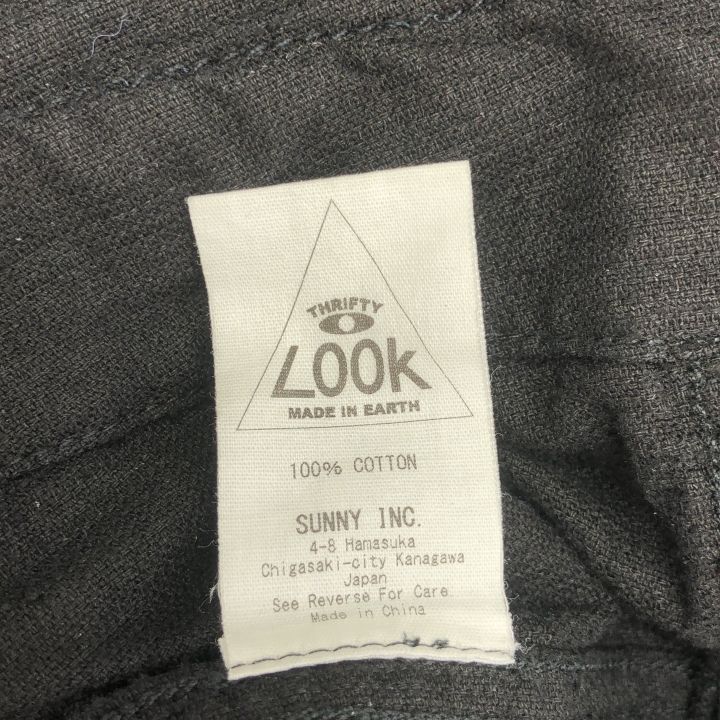 THRIFTY
LOOK
MADE IN EARTH
100% COTTON
SUNNY INC.
4-8 Hamasuka
Chigasaki-city Kanagawa
Japan
See Reverse For Care
Made in China